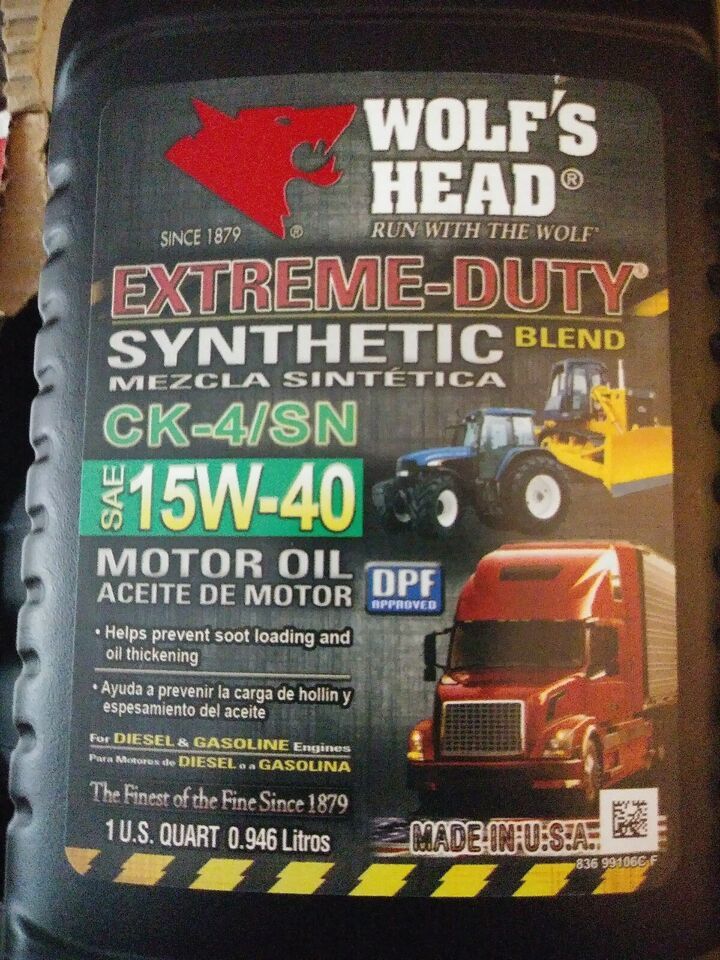 WOLF'S
HEAD®
SINCE 1879 ®
RUN WITH THE WOLF
EXTREME-DUTY®
SYNTHETIC BLEND
MEZCLA SINTÉTICA
CK-4/SN
SAE 15W-40
MOTOR OIL
ACEITE DE MOTOR
DPF
APPROVED
• Helps prevent soot loading and
oil thickening
• Ayuda a prevenir la carga de hollín y
espesamiento del aceite
For DIESEL & GASOLINE Engines
Para Motores de DIESEL o a GASOLINA
The Finest of the Fine Since 1879
1 U.S. QUART 0.946 Litros
MADE IN U.S.A.
836 99106C-F